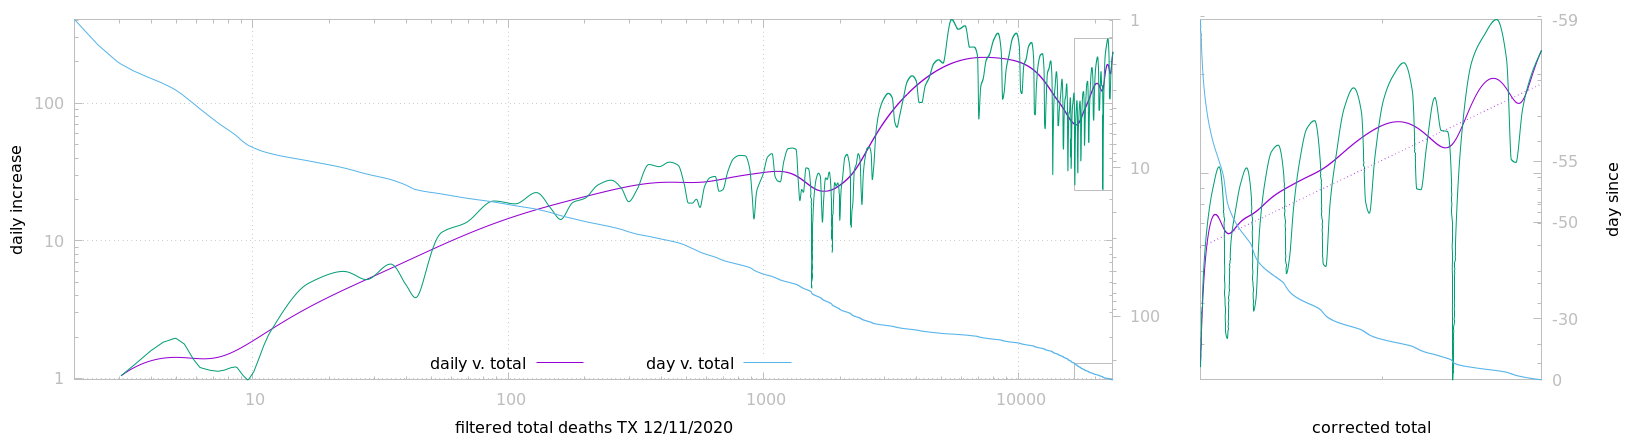 daily increase
100
10
1
10
100
1000
10000
1
10
100
daily v. total
day v. total
filtered total deaths TX 12/11/2020
-59
-55
-50
-30
0
day since
corrected total